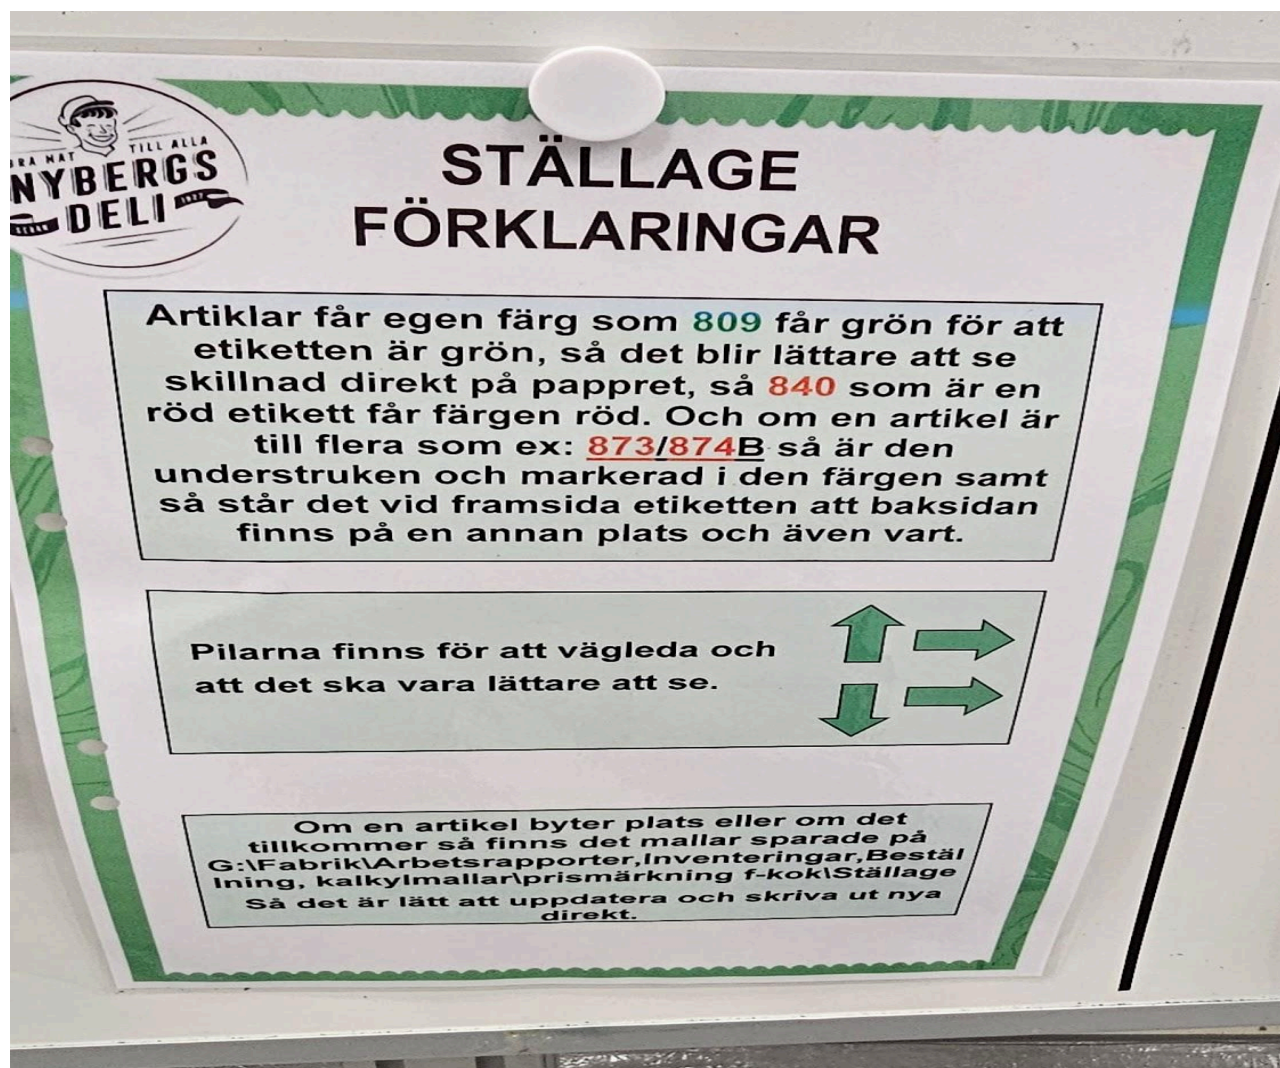 BRA MAT TILL ALLA
NYBERGS
DELI
STÄLLAGE
FÖRKLARINGAR
Artiklar får egen färg som 809 får grön för att
etiketten är grön, så det blir lättare att se
skillnad direkt på pappret, så 840 som är en
röd etikett får färgen röd. Och om en artikel är
till flera som ex: 873/874B så är den
understruken och markerad i den färgen samt
så står det vid framsida etiketten att baksidan
finns på en annan plats och även vart.
Pilarna finns för att vägleda och
att det ska vara lättare att se.
Om en artikel byter plats eller om det
tillkommer så finns det mallar sparade på
G:\Fabrik\Arbetsrapporter,Inventeringar,Bestäl
lning, kalkylmallar\prismärkning f-kok\Ställage
Så det är lätt att uppdatera och skriva ut nya
direkt.